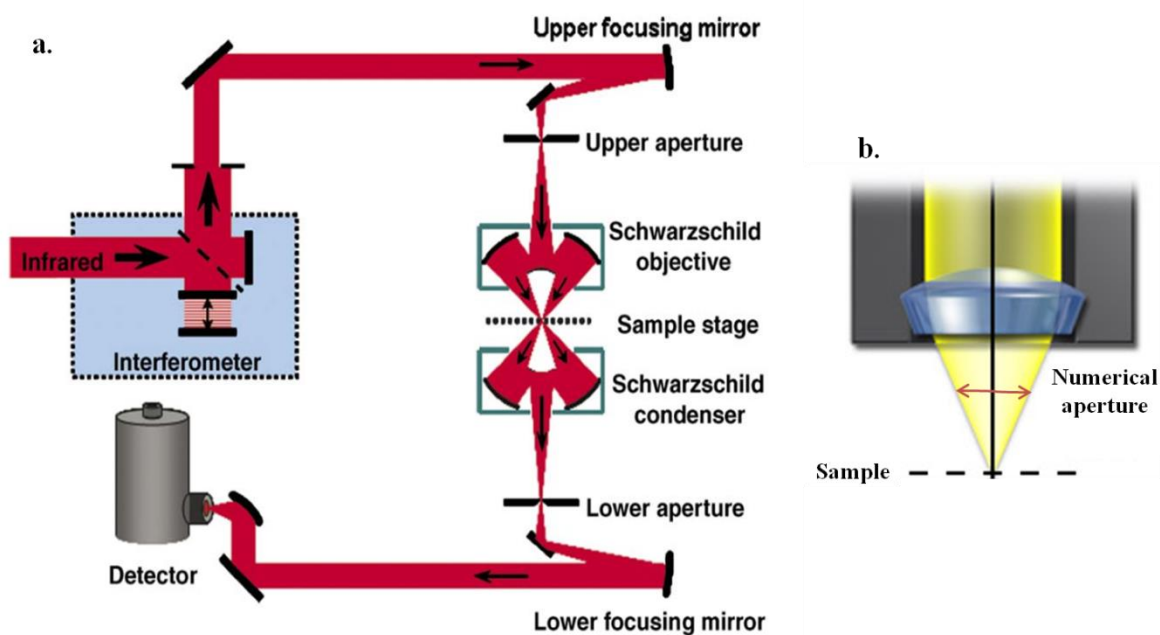 a.
Upper focusing mirror
Upper aperture
Infrared
Schwarzschild
objective
Sample stage
Interferometer
Schwarzschild
condenser
Lower aperture
Detector
Lower focusing mirror
b.
Numerical
aperture
Sample